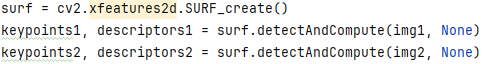 surf = cv2.xfeatures2d.SURF_create()
keypoints1, descriptors1 = surf.detectAndCompute(img1, None)
keypoints2, descriptors2 = surf.detectAndCompute(img2, None)